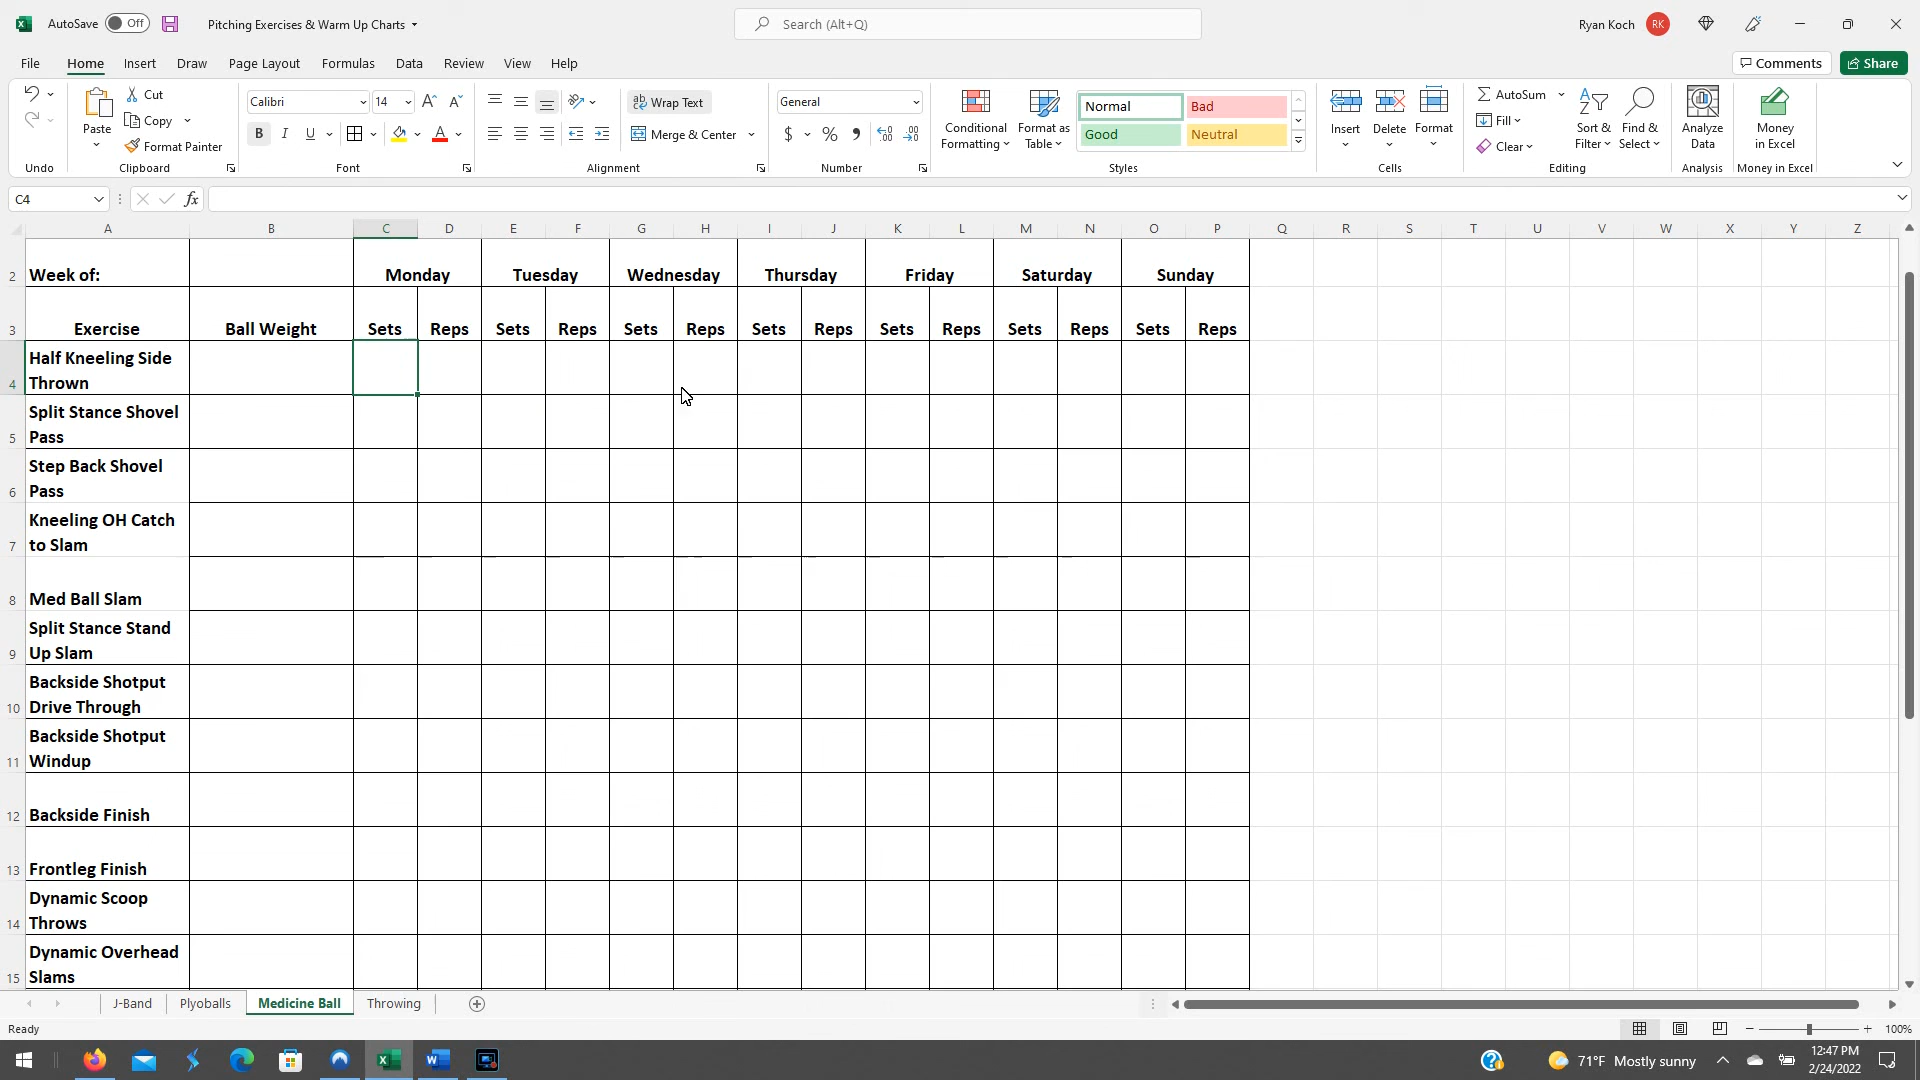 AutoSave Off Pitching Exercises & Warm Up Charts Search (Alt+Q) Ryan Koch RK
File Home Insert Draw Page Layout Formulas Data Review View Help Comments Share
Cut Calibri 14 Wrap Text General Normal Bad AutoSum
Paste Copy B I U Merge & Center $ % Conditional Formatting Format as Table Good Neutral Insert Delete Format Fill Sort & Filter Find & Select Analyze Data Money in Excel
Format Painter Clear
Undo Clipboard Font Alignment Number Styles Cells Editing Analysis Money in Excel
C4 fx
A B C D E F G H I J K L M N O P Q R S T U V W X Y Z
2 Week of: Monday Tuesday Wednesday Thursday Friday Saturday Sunday
3 Exercise Ball Weight Sets Reps Sets Reps Sets Reps Sets Reps Sets Reps Sets Reps Sets Reps
Half Kneeling Side
4 Thrown
Split Stance Shovel
5 Pass
Step Back Shovel
6 Pass
Kneeling OH Catch
7 to Slam
8 Med Ball Slam
Split Stance Stand
9 Up Slam
Backside Shotput
10 Drive Through
Backside Shotput
11 Windup
12 Backside Finish
13 Frontleg Finish
Dynamic Scoop
14 Throws
Dynamic Overhead
15 Slams
J-Band Plyoballs Medicine Ball Throwing
Ready 100%
71°F Mostly sunny 12:47 PM
2/24/2022